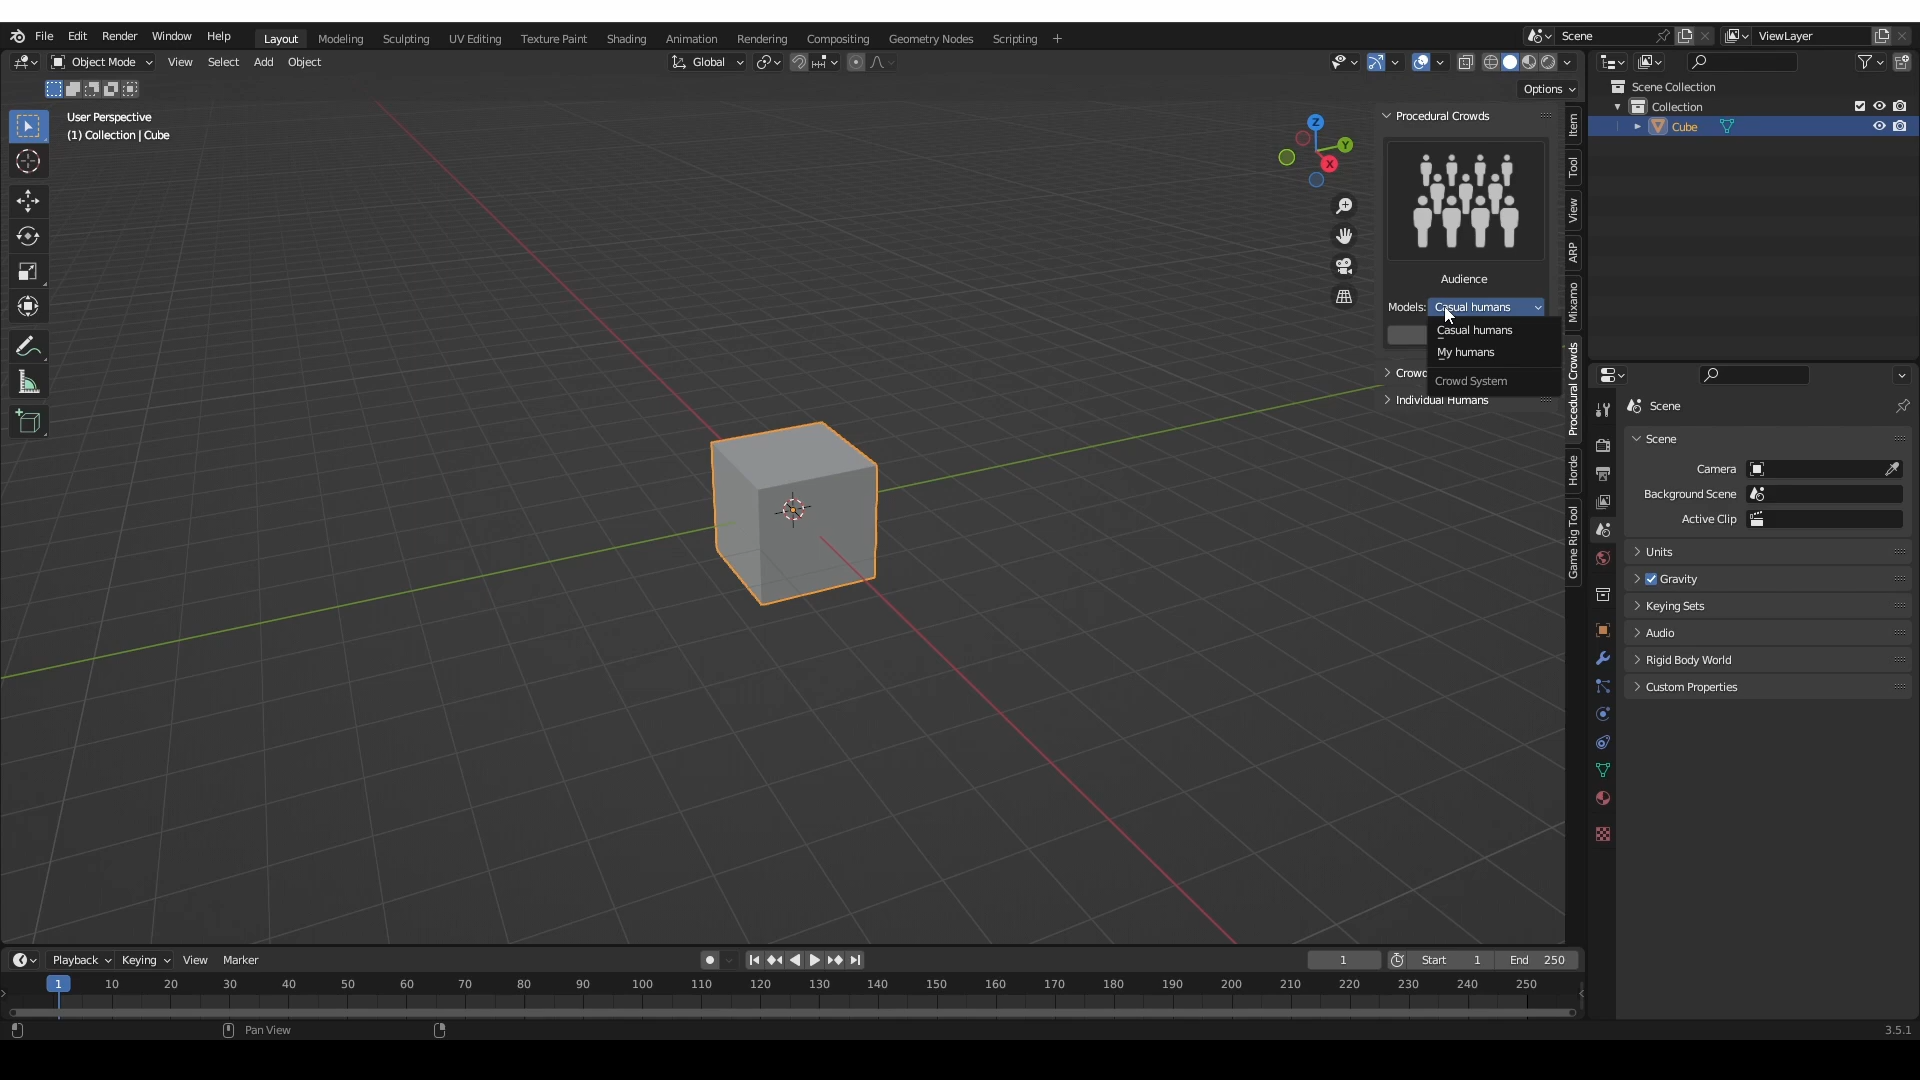 File Edit Render Window Help
Layout Modeling Sculpting UV Editing Texture Paint Shading Animation Rendering Compositing Geometry Nodes Scripting +
Scene
ViewLayer
Object Mode View Select Add Object
Global
Options
User Perspective
(1) Collection | Cube
Z
Y
X
Procedural Crowds
Audience
Models: Casual humans
Casual humans
My humans
Crowd System
Crowd
Individual Humans
Item
Tool
View
ARP
Mixamo
Procedural Crowds
Horde
Game Rig Tool
Scene Collection
Collection
Cube
Scene
Scene
Camera
Background Scene
Active Clip
Units
Gravity
Keying Sets
Audio
Rigid Body World
Custom Properties
Playback Keying View Marker
1
Start 1
End 250
1 10 20 30 40 50 60 70 80 90 100 110 120 130 140 150 160 170 180 190 200 210 220 230 240 250
Pan View
3.5.1